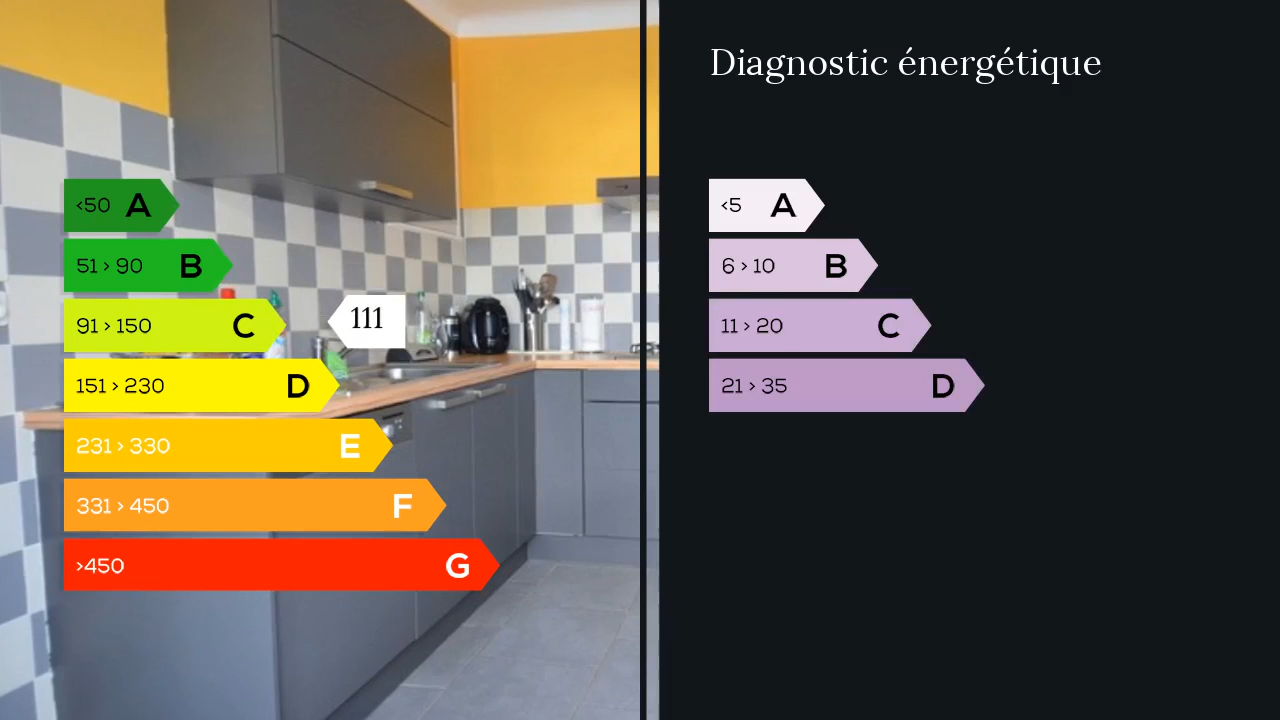 Diagnostic énergétique
<50 A
51 > 90 B
91 > 150 C
111
151 > 230 D
231 > 330 E
331 > 450 F
>450 G
<5 A
6 > 10 B
11 > 20 C
21 > 35 D